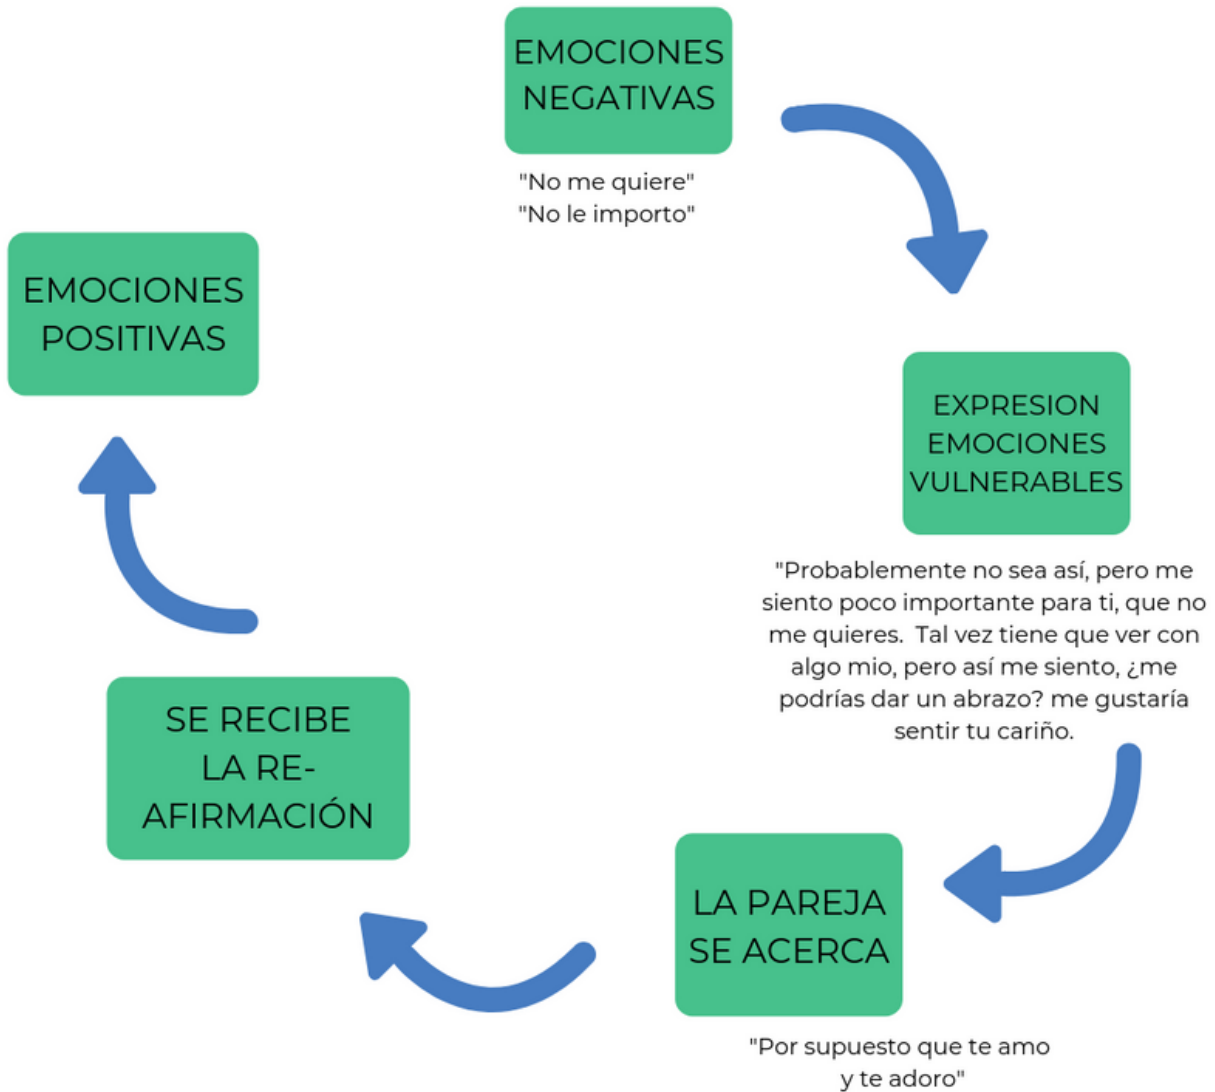 EMOCIONES
NEGATIVAS
"No me quiere"
"No le importo"
EXPRESION
EMOCIONES
VULNERABLES
"Probablemente no sea así, pero me
siento poco importante para ti, que no
me quieres. Tal vez tiene que ver con
algo mio, pero así me siento, ¿me
podrías dar un abrazo? me gustaría
sentir tu cariño.
LA PAREJA
SE ACERCA
"Por supuesto que te amo
y te adoro"
SE RECIBE
LA RE-
AFIRMACIÓN
EMOCIONES
POSITIVAS